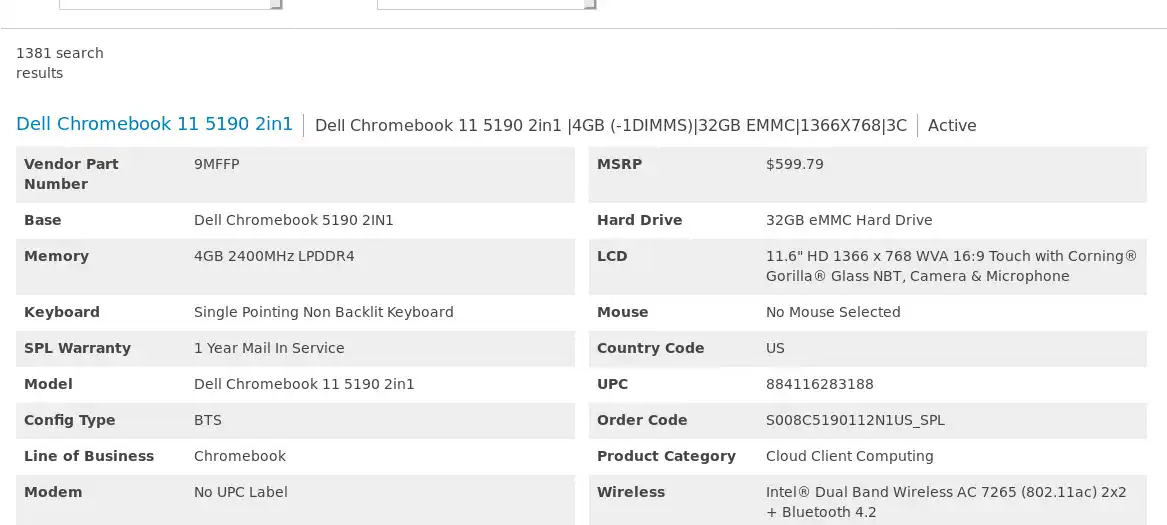 1381 search
results
Dell Chromebook 11 5190 2in1 Dell Chromebook 11 5190 2in1 |4GB (-1DIMMS)|32GB EMMC|1366X768|3C Active
Vendor Part Number 9MFFP MSRP $599.79
Base Dell Chromebook 5190 2IN1 Hard Drive 32GB eMMC Hard Drive
Memory 4GB 2400MHz LPDDR4 LCD 11.6" HD 1366 x 768 WVA 16:9 Touch with Corning®
Gorilla® Glass NBT, Camera & Microphone
Keyboard Single Pointing Non Backlit Keyboard Mouse No Mouse Selected
SPL Warranty 1 Year Mail In Service Country Code US
Model Dell Chromebook 11 5190 2in1 UPC 884116283188
Config Type BTS Order Code S008C5190112N1US_SPL
Line of Business Chromebook Product Category Cloud Client Computing
Modem No UPC Label Wireless Intel® Dual Band Wireless AC 7265 (802.11ac) 2x2
+ Bluetooth 4.2